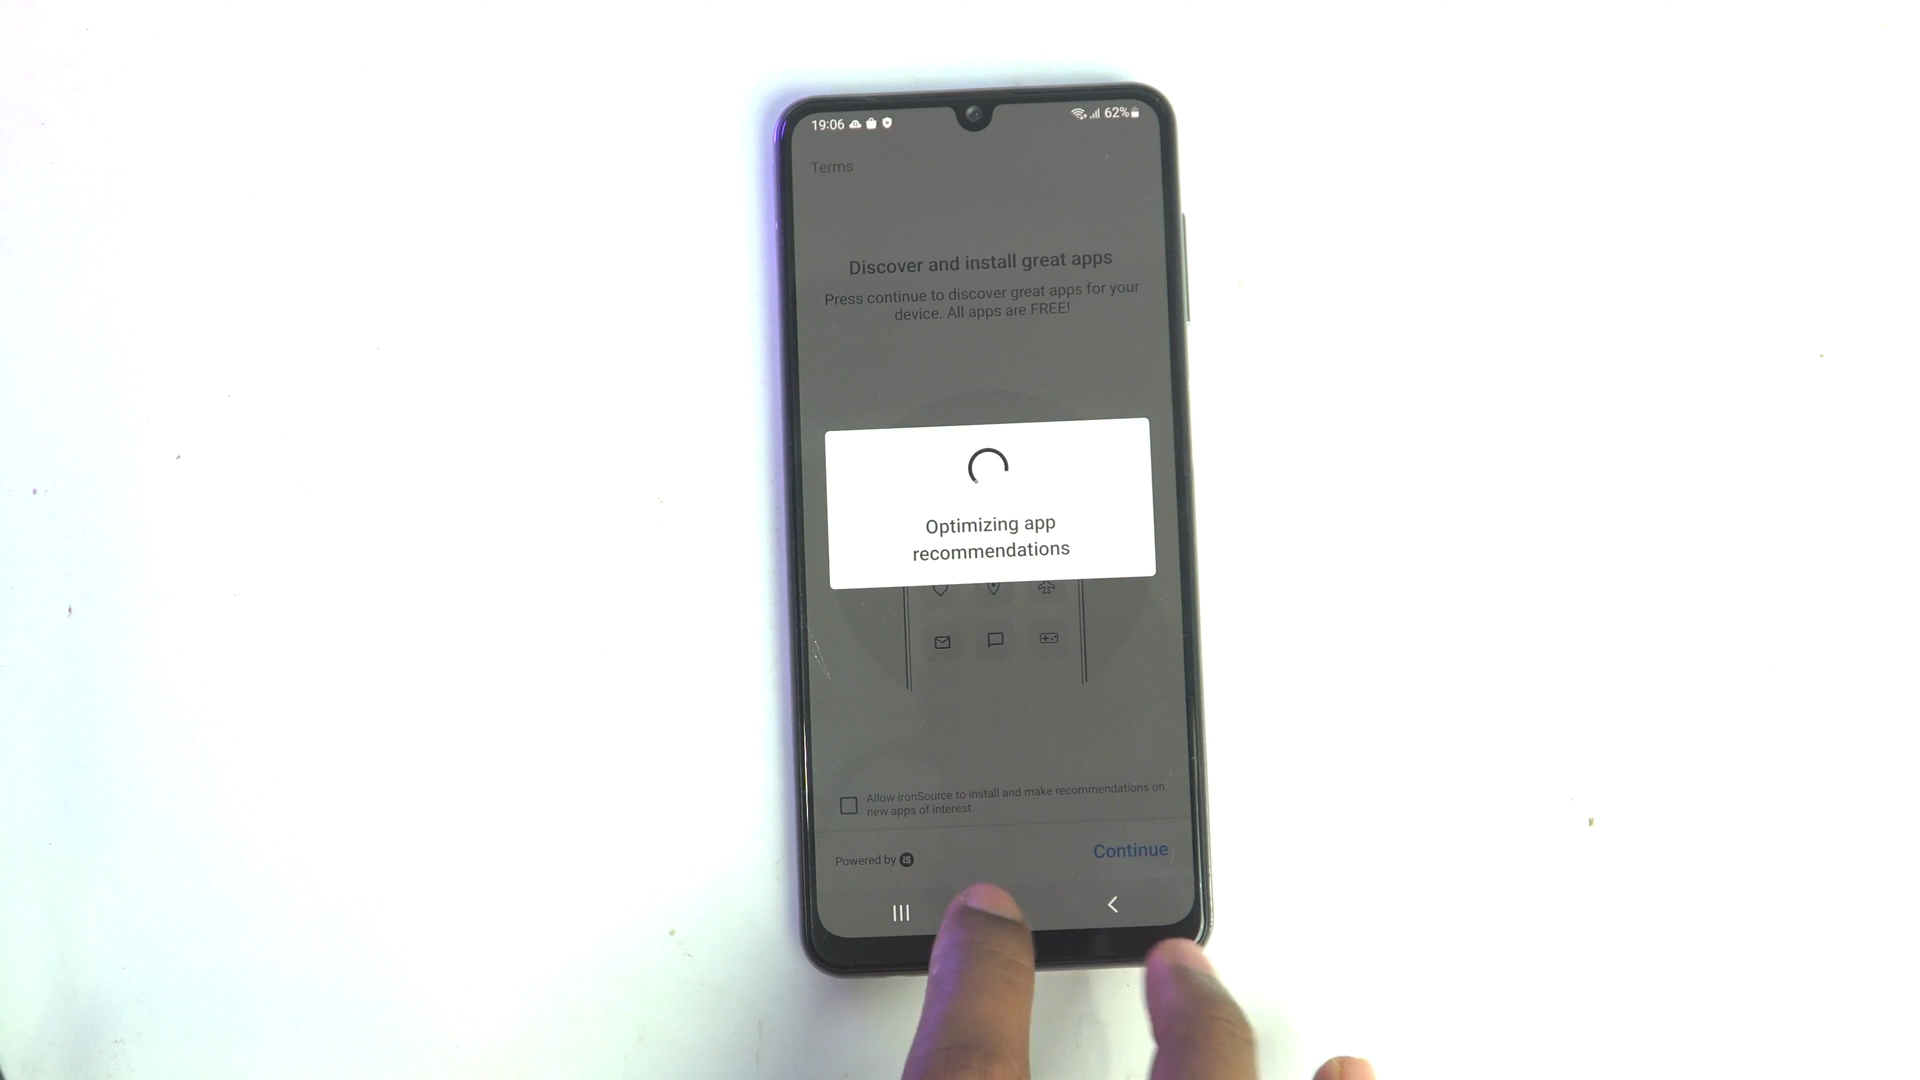 19:06
62%
Terms
Discover and install great apps
Press continue to discover great apps for your
device. All apps are FREE!
Optimizing app
recommendations
Allow ironSource to install and make recommendations on
new apps of interest.
Powered by iS
Continue